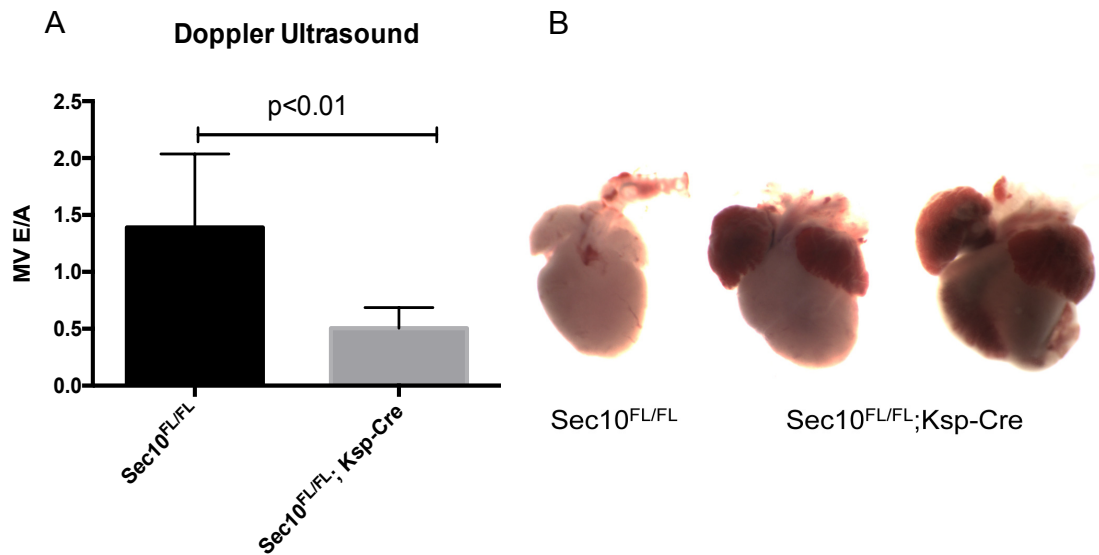 A
Doppler Ultrasound
p<0.01
2.5
2.0
1.5
1.0
0.5
0.0
MV E/A
Sec10FL/FL
Sec10FL/FL; Ksp-Cre
B
Sec10FL/FL
Sec10FL/FL;Ksp-Cre